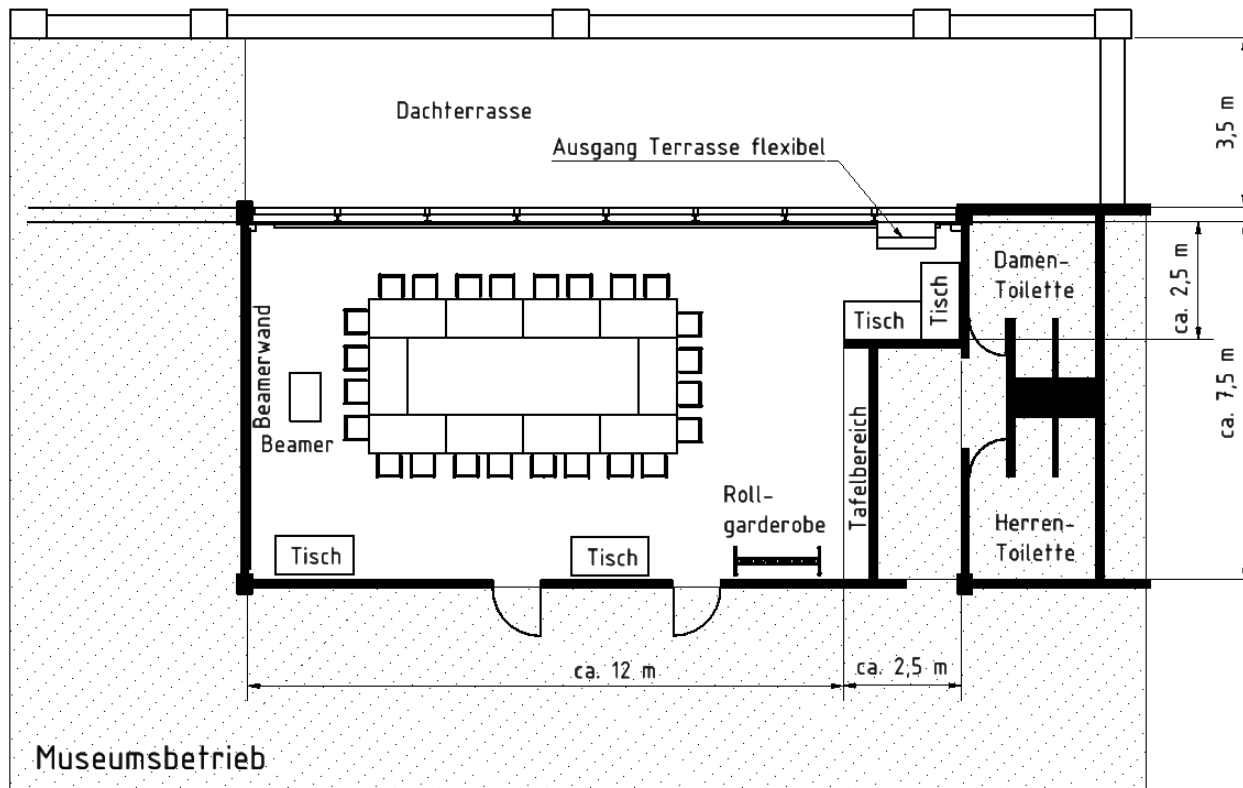 Dachterrasse
3,5 m
Ausgang Terrasse flexibel
Damen-
Toilette
Tisch
Tisch
ca. 2,5 m
Beamerwand
Beamer
ca. 7,5 m
Tafelbereich
Roll-
garderobe
Herren-
Toilette
Tisch
Tisch
ca. 12 m
ca. 2,5 m
Museumsbetrieb